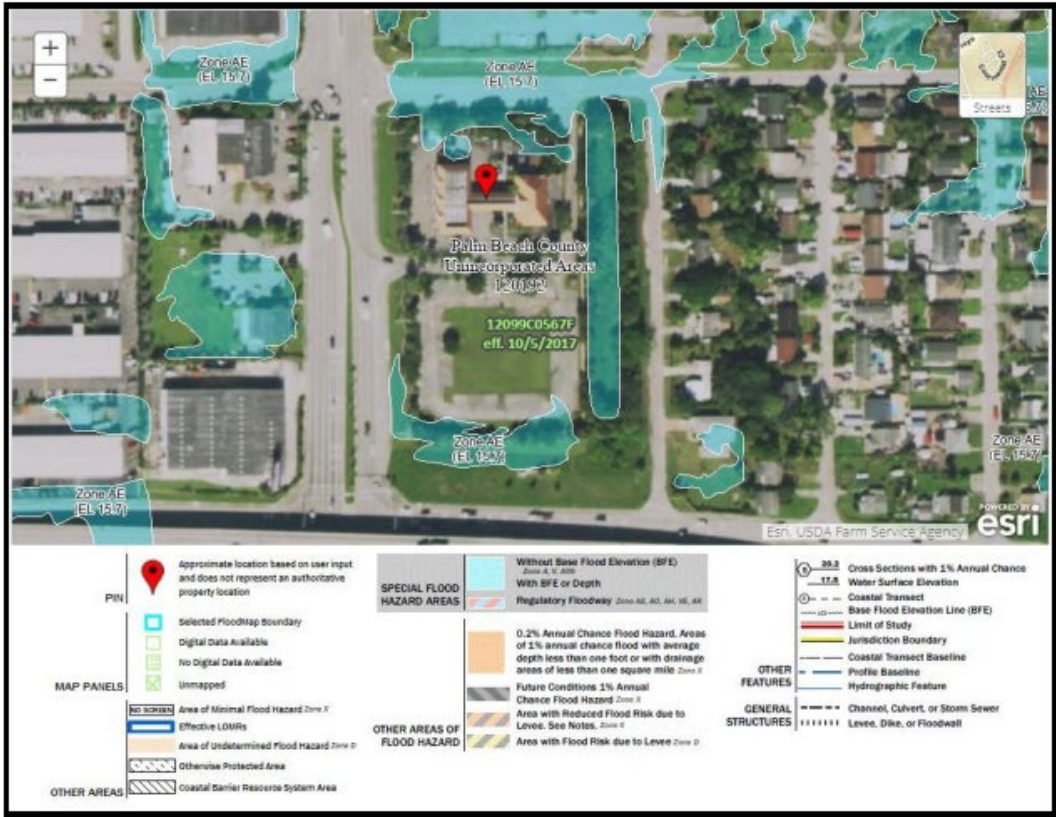 +
−
Zone AE
(EL 15.7)
Zone AE
(EL 15.7)
Streets
AE
5.7)
Palm Beach County
Unincorporated Areas
120192
12099C0567F
eff. 10/5/2017
Zone AE
(EL 15.7)
Zone AE
(EL 15.7)
Zone AE
(EL 15.7)
Esri, USDA Farm Service Agency
POWERED BY
esri
PIN
Approximate location based on user input
and does not represent an authoritative
property location
MAP PANELS
Selected FloodMap Boundary
Digital Data Available
No Digital Data Available
Unmapped
OTHER AREAS
NO SCREEN Area of Minimal Flood Hazard Zone X
Effective LOMRs
Area of Undetermined Flood Hazard Zone D
Otherwise Protected Area
Coastal Barrier Resource System Area
SPECIAL FLOOD
HAZARD AREAS
Without Base Flood Elevation (BFE)
Zone A, V, A99
With BFE or Depth
Regulatory Floodway Zone AE, AO, AH, VE, AR
OTHER AREAS OF
FLOOD HAZARD
0.2% Annual Chance Flood Hazard, Areas
of 1% annual chance flood with average
depth less than one foot or with drainage
areas of less than one square mile Zone X
Future Conditions 1% Annual
Chance Flood Hazard Zone X
Area with Reduced Flood Risk due to
Levee. See Notes. Zone X
Area with Flood Risk due to Levee Zone D
OTHER
FEATURES
20.2 Cross Sections with 1% Annual Chance
17.5 Water Surface Elevation
Coastal Transect
Base Flood Elevation Line (BFE)
Limit of Study
Jurisdiction Boundary
Coastal Transect Baseline
Profile Baseline
Hydrographic Feature
GENERAL
STRUCTURES
Channel, Culvert, or Storm Sewer
Levee, Dike, or Floodwall